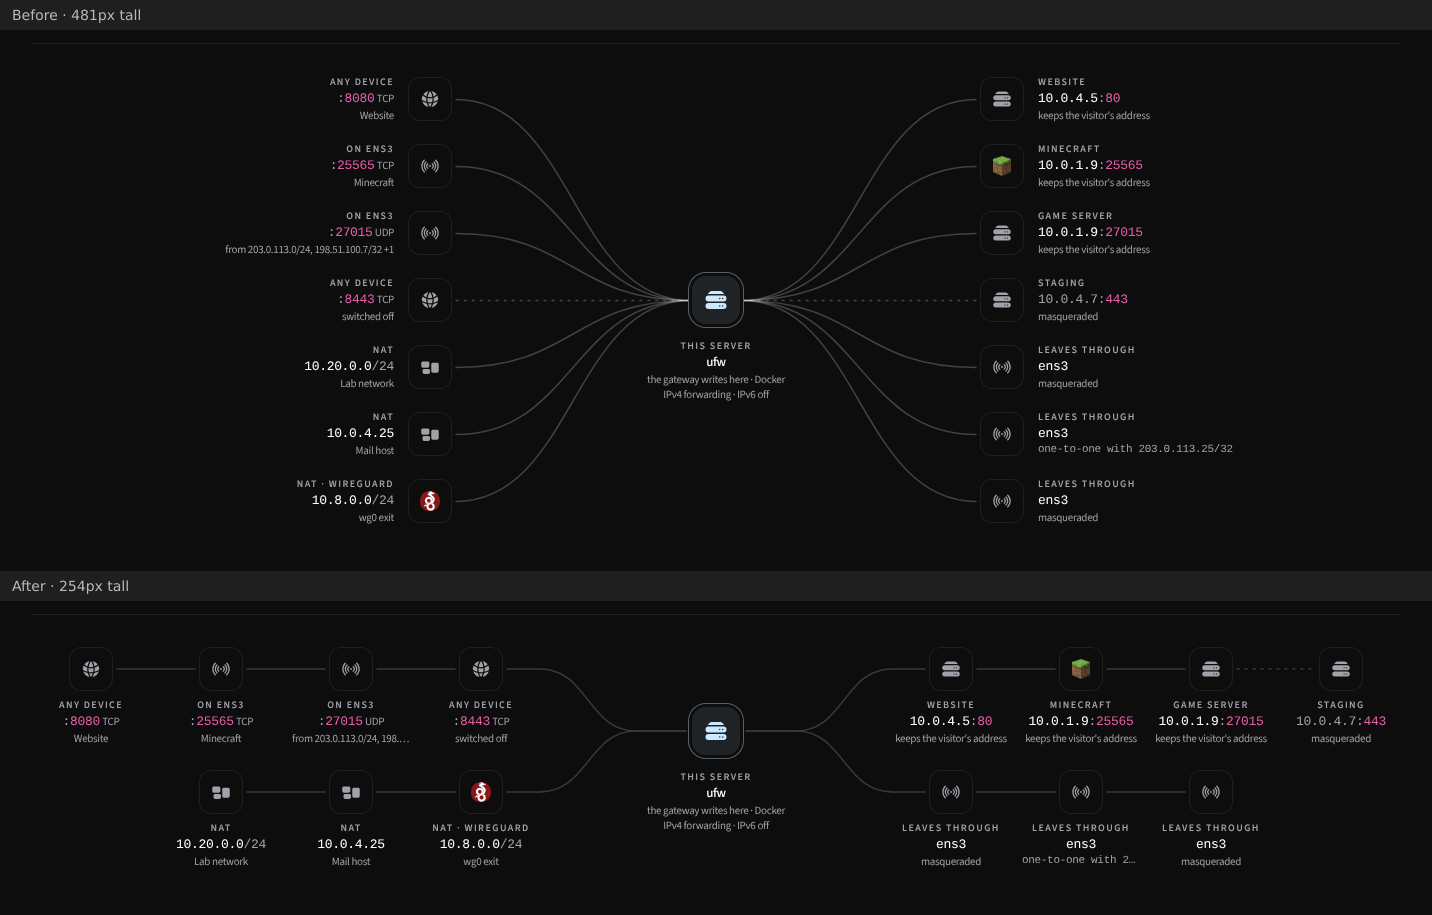 Before · 481px tall
ANY DEVICE
:8080 TCP
Website
ON ENS3
:25565 TCP
Minecraft
ON ENS3
:27015 UDP
from 203.0.113.0/24, 198.51.100.7/32 +1
ANY DEVICE
:8443 TCP
switched off
NAT
10.20.0.0/24
Lab network
NAT
10.0.4.25
Mail host
NAT · WIREGUARD
10.8.0.0/24
wg0 exit
THIS SERVER
ufw
the gateway writes here · Docker
IPv4 forwarding · IPv6 off
WEBSITE
10.0.4.5:80
keeps the visitor's address
MINECRAFT
10.0.1.9:25565
keeps the visitor's address
GAME SERVER
10.0.1.9:27015
keeps the visitor's address
STAGING
10.0.4.7:443
masqueraded
LEAVES THROUGH
ens3
masqueraded
LEAVES THROUGH
ens3
one-to-one with 203.0.113.25/32
LEAVES THROUGH
ens3
masqueraded
After · 254px tall
ANY DEVICE
:8080 TCP
Website
ON ENS3
:25565 TCP
Minecraft
ON ENS3
:27015 UDP
from 203.0.113.0/24, 198.…
ANY DEVICE
:8443 TCP
switched off
NAT
10.20.0.0/24
Lab network
NAT
10.0.4.25
Mail host
NAT · WIREGUARD
10.8.0.0/24
wg0 exit
THIS SERVER
ufw
the gateway writes here · Docker
IPv4 forwarding · IPv6 off
WEBSITE
10.0.4.5:80
keeps the visitor's address
MINECRAFT
10.0.1.9:25565
keeps the visitor's address
GAME SERVER
10.0.1.9:27015
keeps the visitor's address
STAGING
10.0.4.7:443
masqueraded
LEAVES THROUGH
ens3
masqueraded
LEAVES THROUGH
ens3
one-to-one with 2…
LEAVES THROUGH
ens3
masqueraded